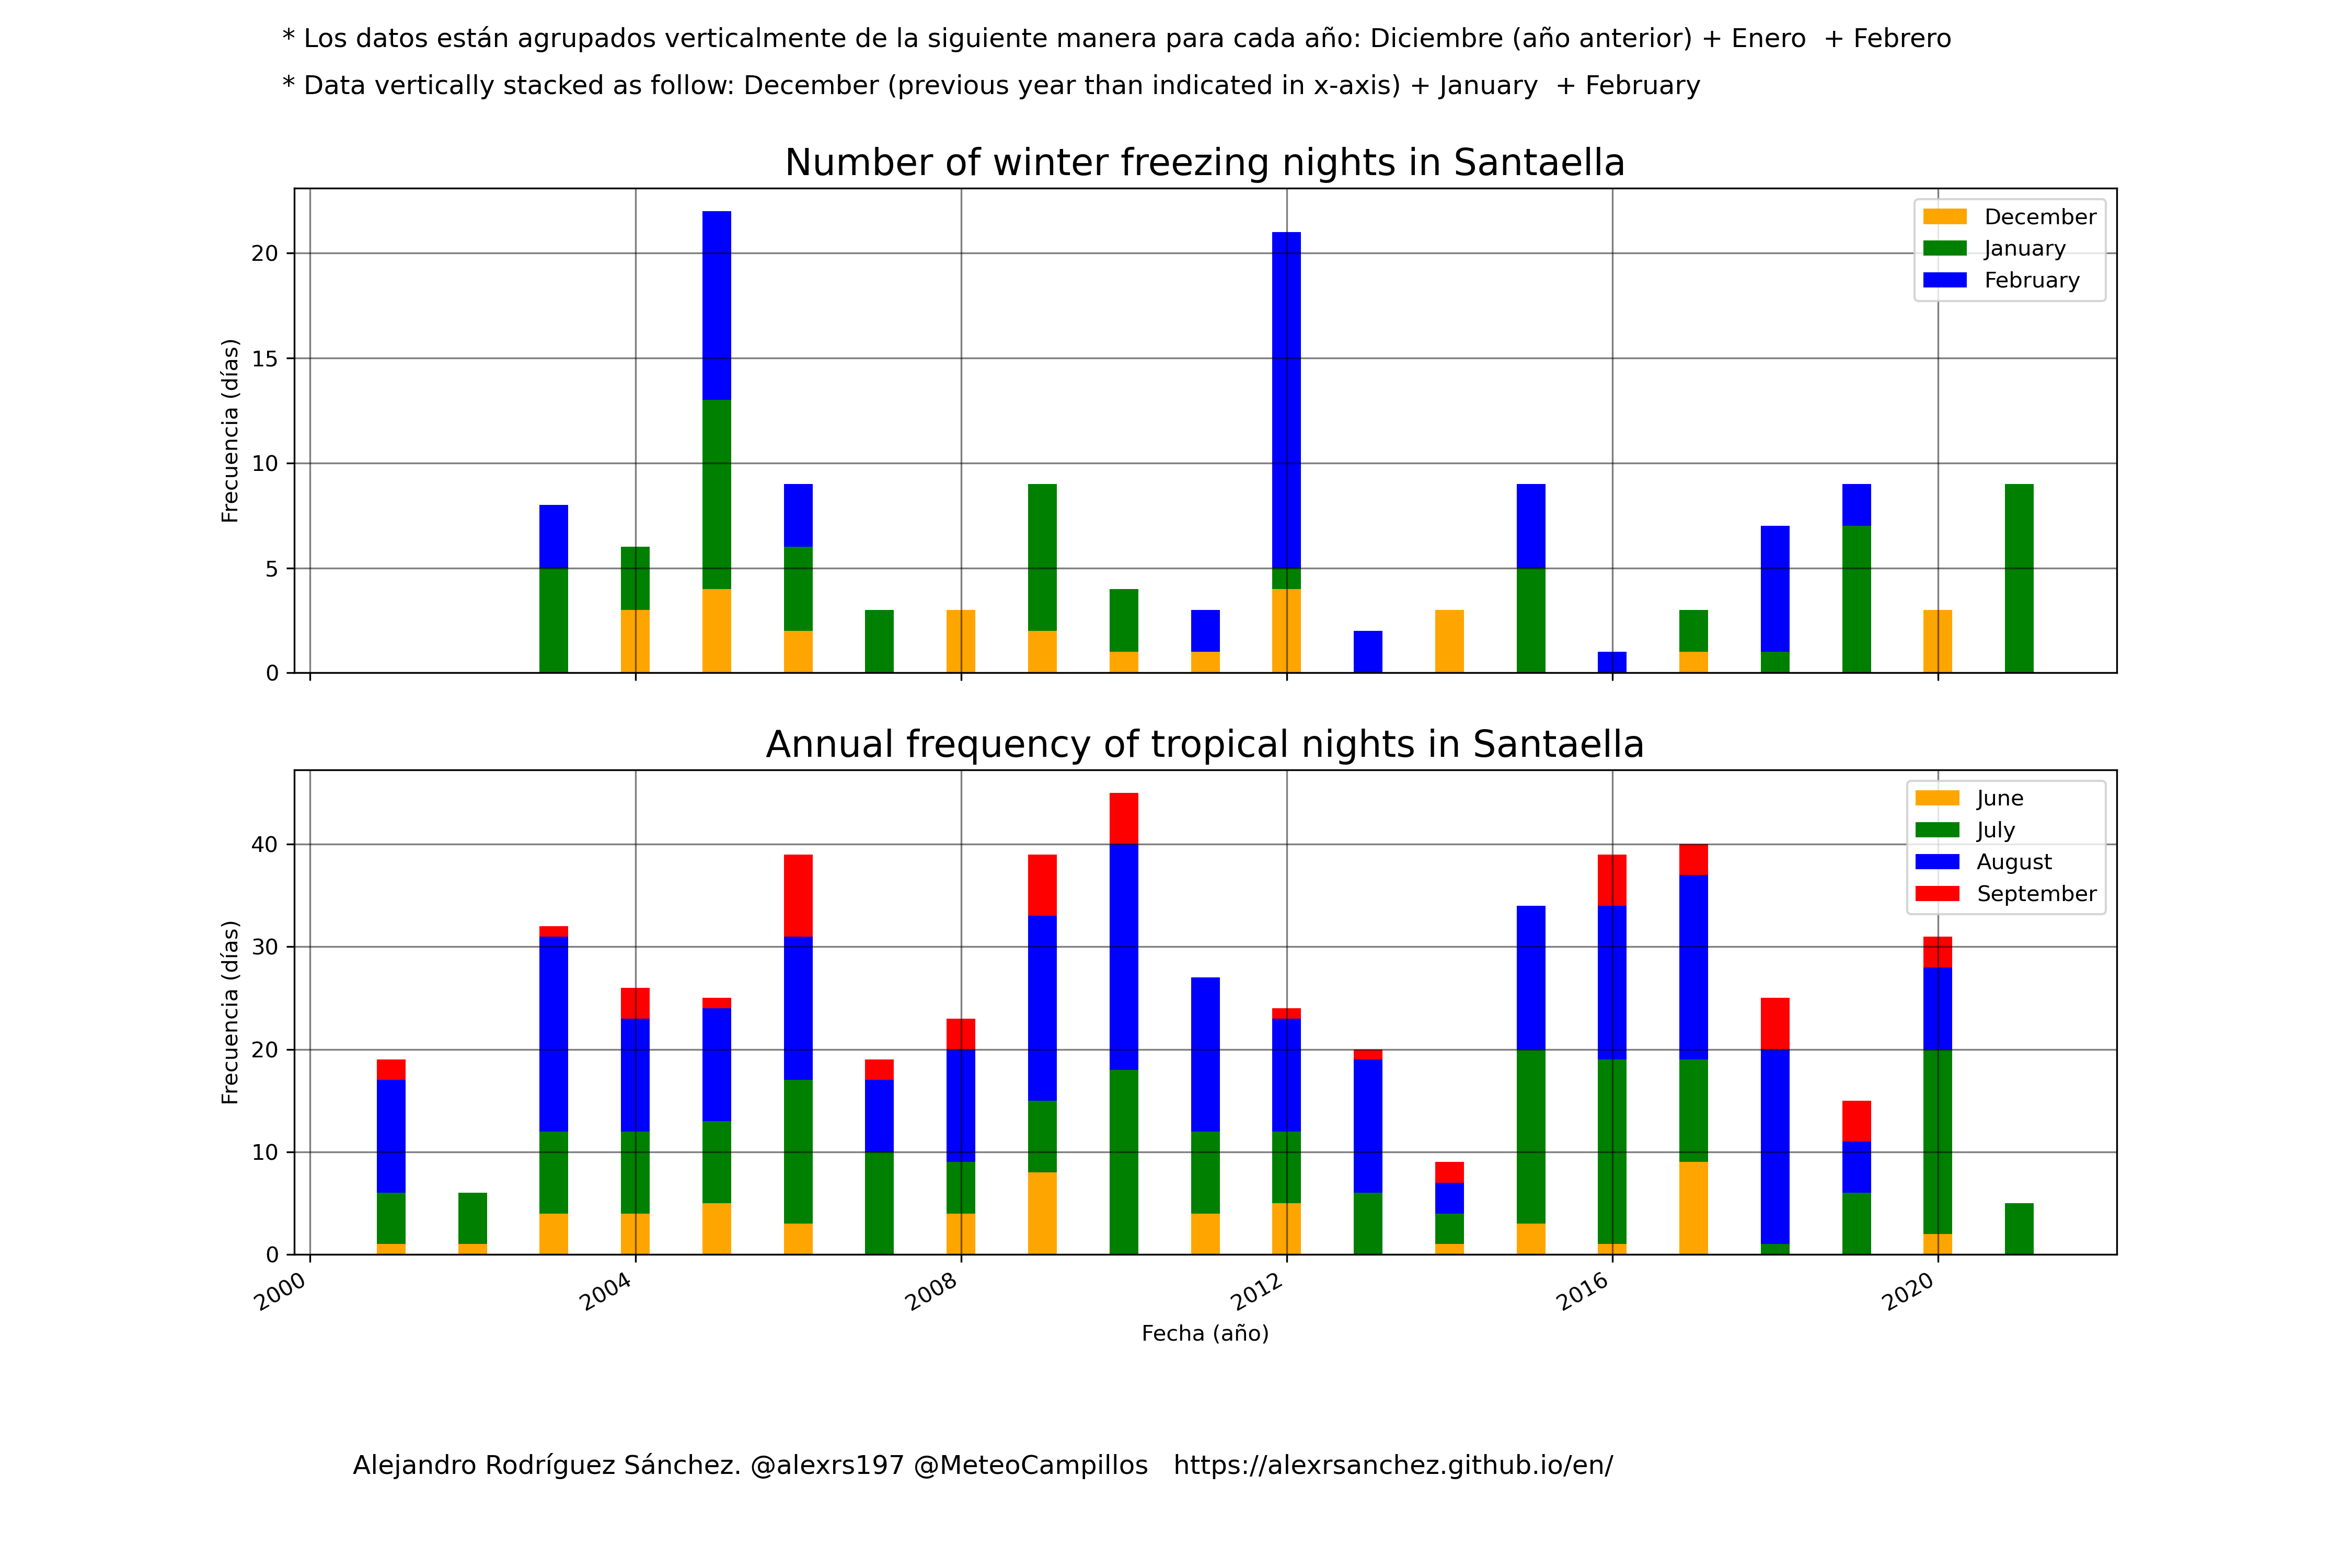 * Los datos están agrupados verticalmente de la siguiente manera para cada año: Diciembre (año anterior) + Enero  + Febrero
* Data vertically stacked as follow: December (previous year than indicated in x-axis) + January  + February
Number of winter freezing nights in Santaella
December
January
February
Frecuencia (días)
20
15
10
5
0
Annual frequency of tropical nights in Santaella
June
July
August
September
Frecuencia (días)
40
30
20
10
0
2000 2004 2008 2012 2016 2020
Fecha (año)
Alejandro Rodríguez Sánchez. @alexrs197 @MeteoCampillos   https://alexrsanchez.github.io/en/